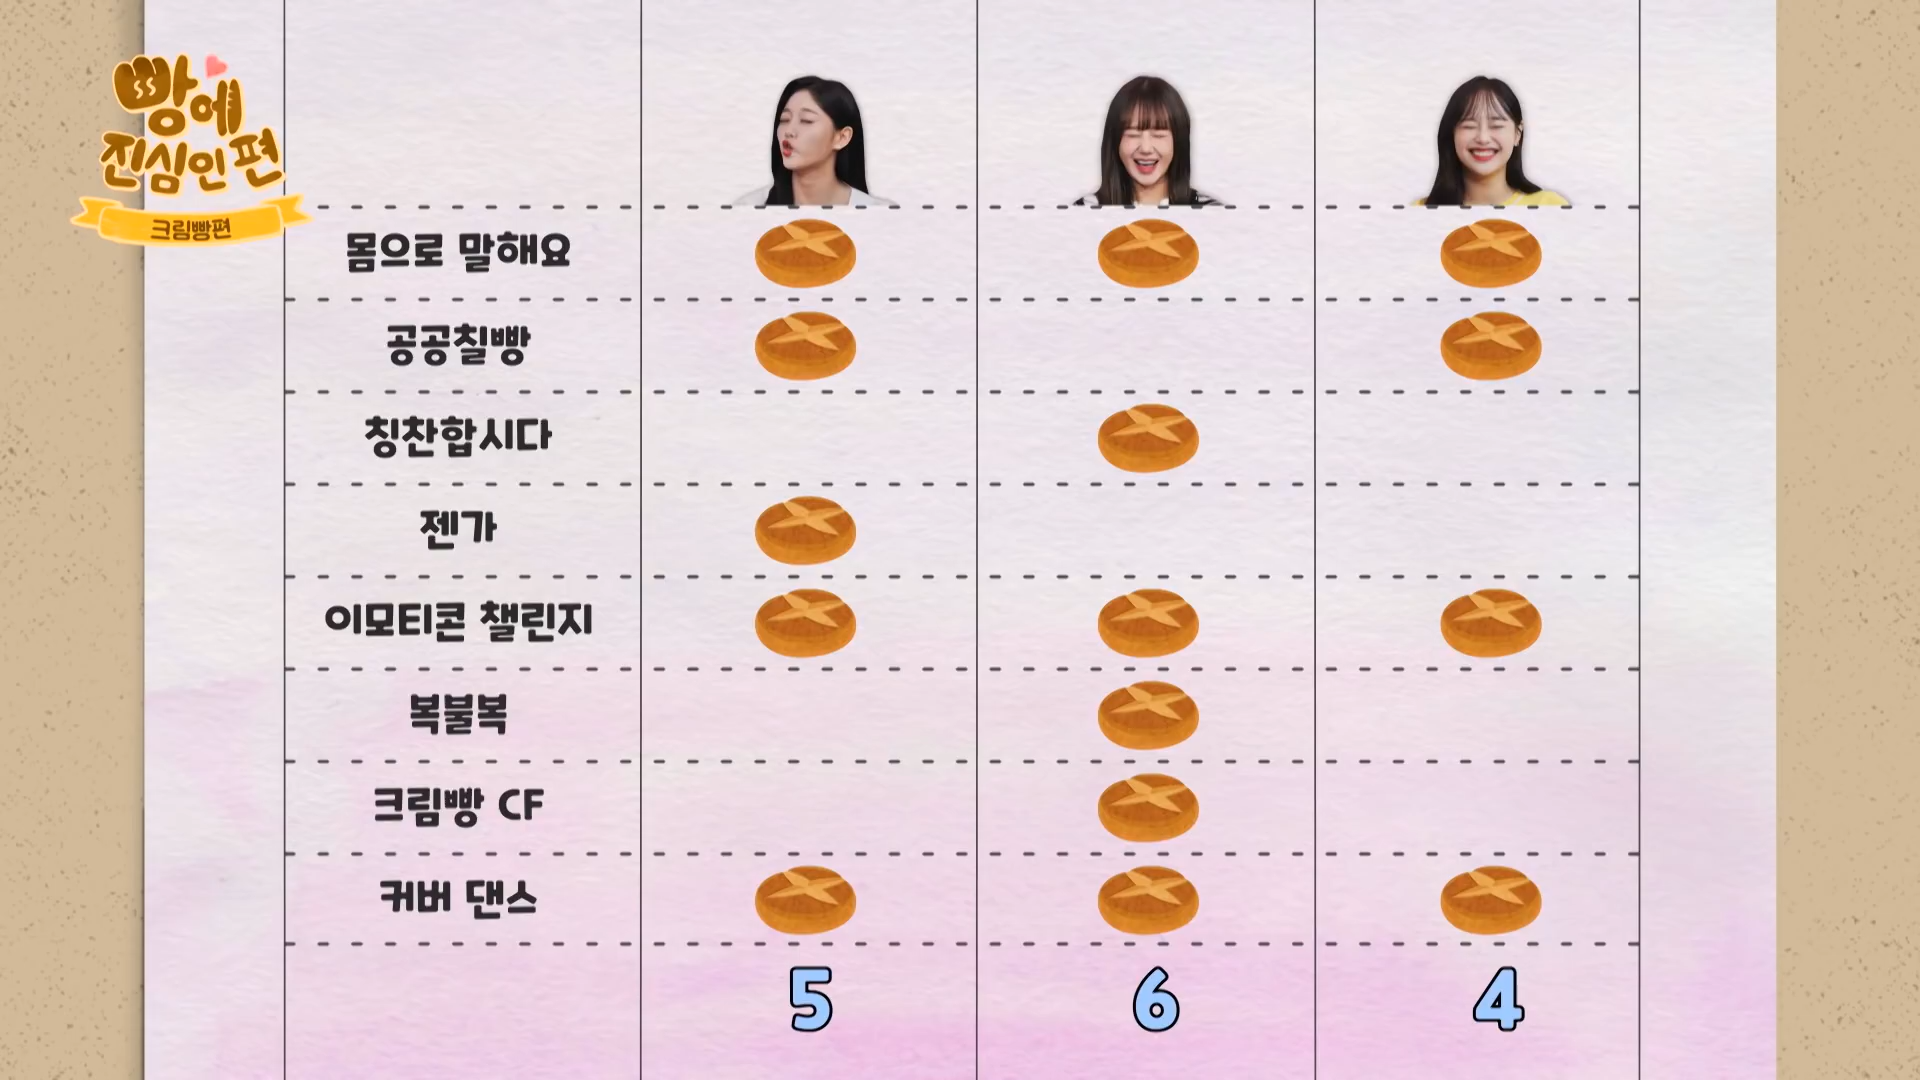 빵에
진심인 편
크림빵편
몸으로 말해요
공공칠빵
칭찬합시다
젠가
이모티콘 챌린지
복불복
크림빵 CF
커버 댄스
5 6 4